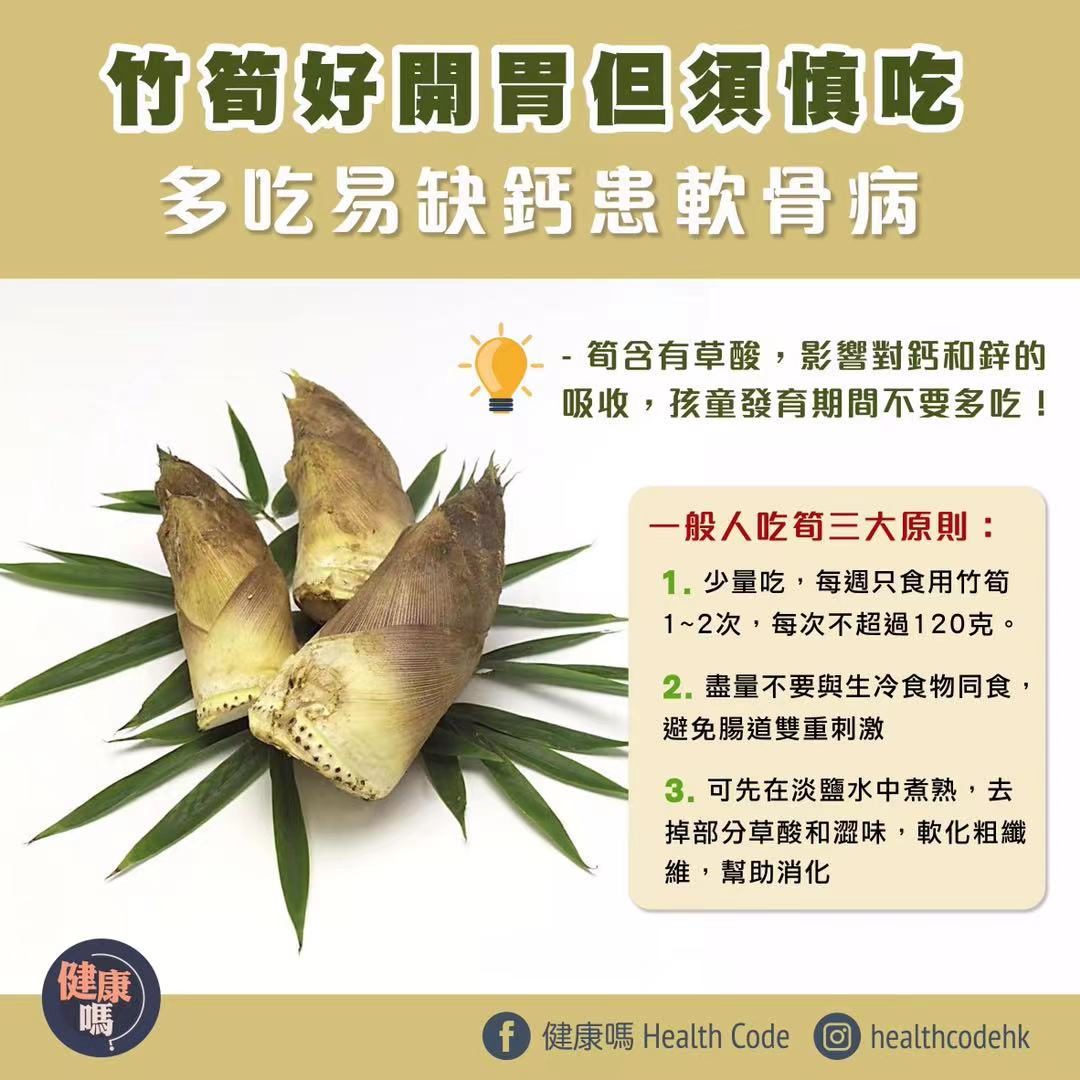 竹筍好開胃但須慎吃
多吃易缺鈣患軟骨病
- 筍含有草酸，影響對鈣和鋅的
吸收，孩童發育期間不要多吃！
一般人吃筍三大原則：
1. 少量吃，每週只食用竹筍
1~2次，每次不超過120克。
2. 盡量不要與生冷食物同食，
避免腸道雙重刺激
3. 可先在淡鹽水中煮熟，去
掉部分草酸和澀味，軟化粗纖
維，幫助消化
健康
嗎
健康嗎 Health Code
healthcodehk